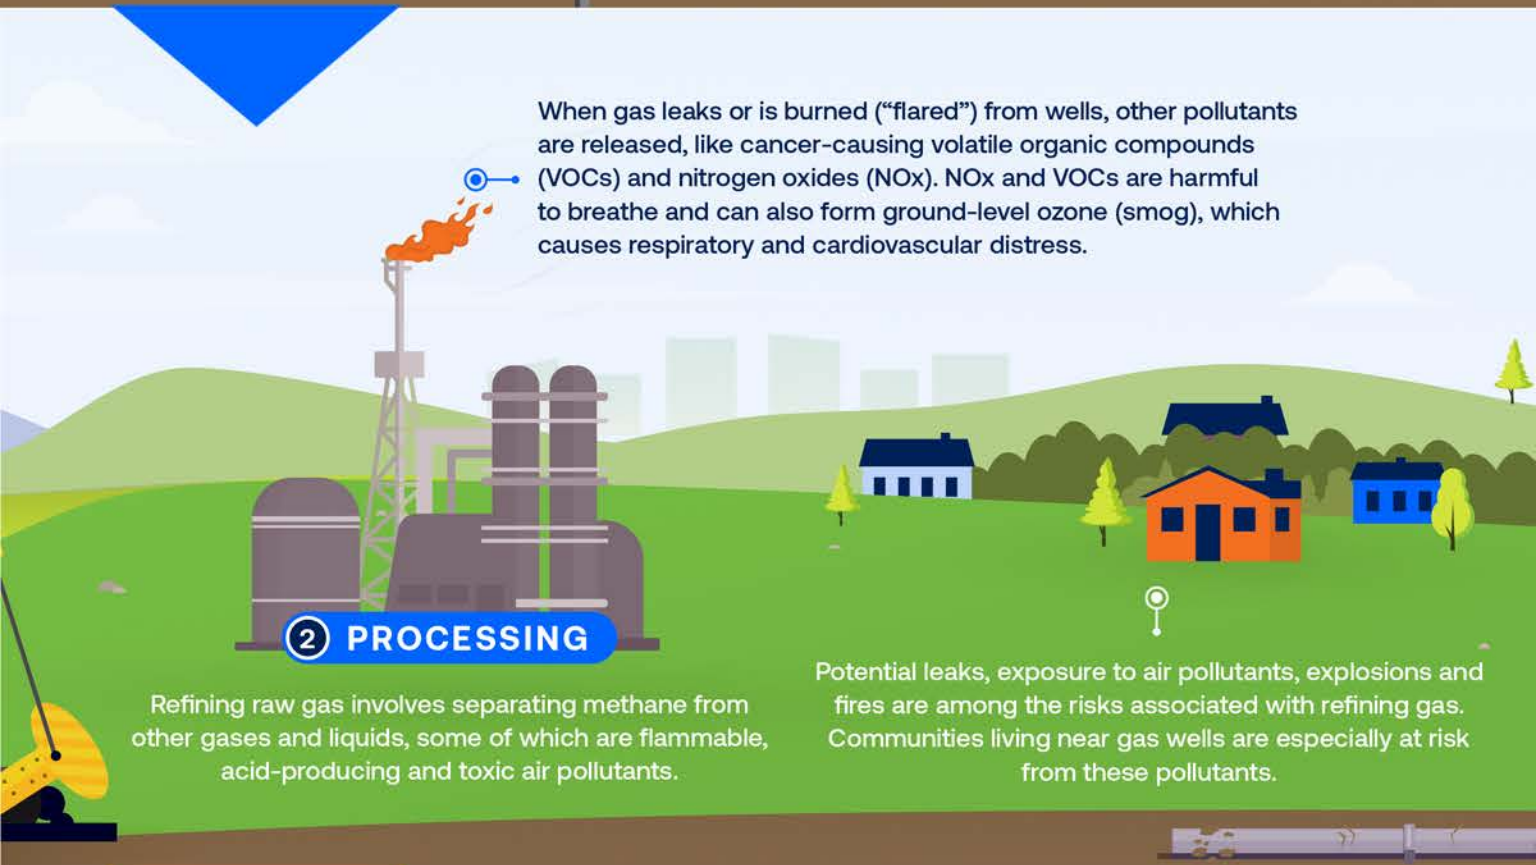 When gas leaks or is burned (“flared”) from wells, other pollutants
are released, like cancer-causing volatile organic compounds
(VOCs) and nitrogen oxides (NOx). NOx and VOCs are harmful
to breathe and can also form ground-level ozone (smog), which
causes respiratory and cardiovascular distress.
2 PROCESSING
Refining raw gas involves separating methane from
other gases and liquids, some of which are flammable,
acid-producing and toxic air pollutants.
Potential leaks, exposure to air pollutants, explosions and
fires are among the risks associated with refining gas.
Communities living near gas wells are especially at risk
from these pollutants.